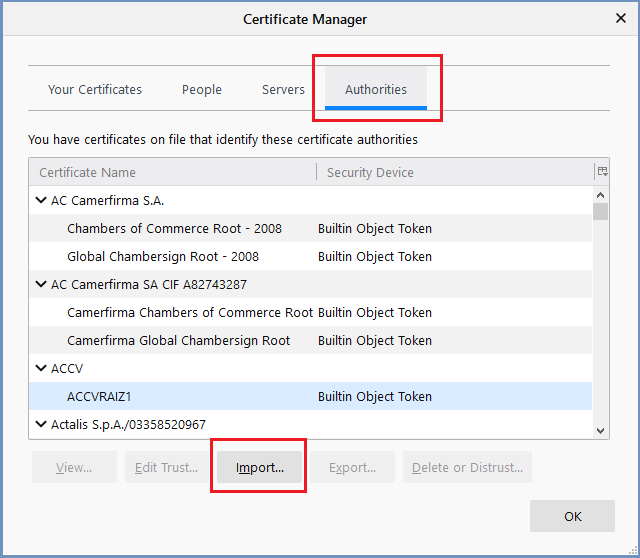 Certificate Manager
Your Certificates People Servers Authorities
You have certificates on file that identify these certificate authorities
Certificate Name Security Device
AC Camerfirma S.A.
Chambers of Commerce Root - 2008 Builtin Object Token
Global Chambersign Root - 2008 Builtin Object Token
AC Camerfirma SA CIF A82743287
Camerfirma Chambers of Commerce Root Builtin Object Token
Camerfirma Global Chambersign Root Builtin Object Token
ACCV
ACCVRAIZ1 Builtin Object Token
Actalis S.p.A./03358520967
View... Edit Trust... Import... Export... Delete or Distrust...
OK